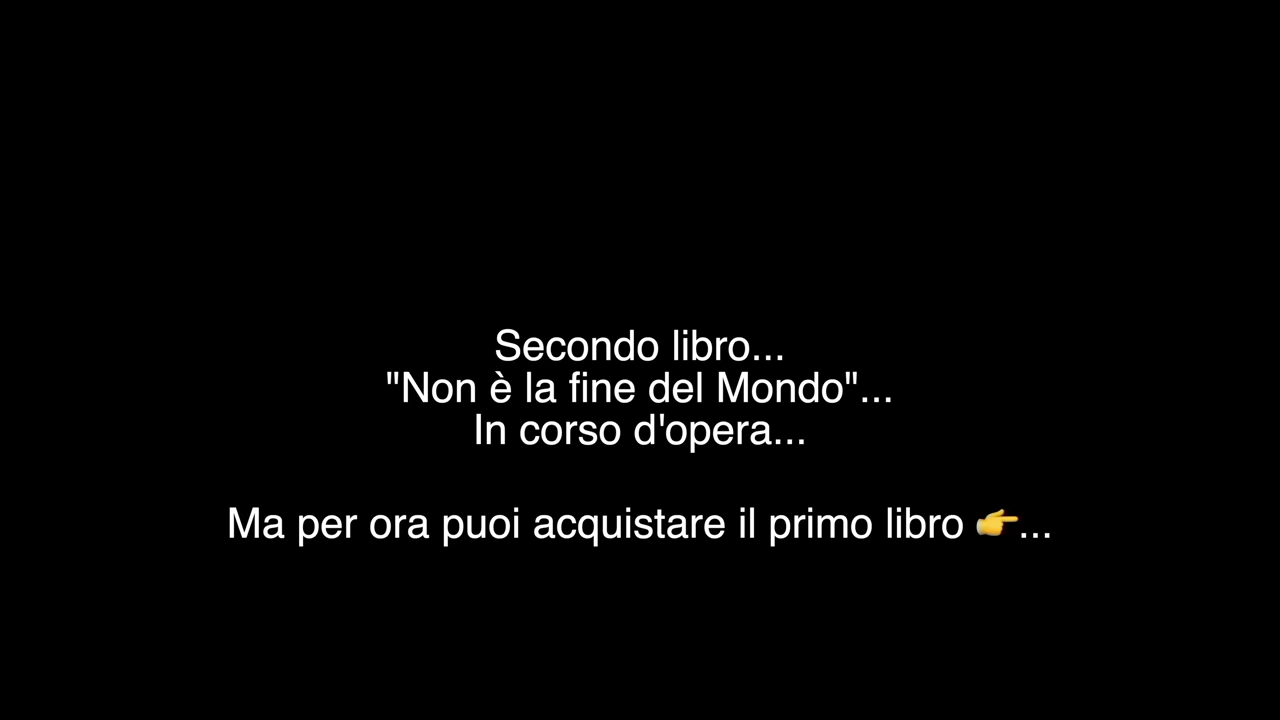 Secondo libro...
"Non è la fine del Mondo"...
In corso d'opera...
Ma per ora puoi acquistare il primo libro 👉...